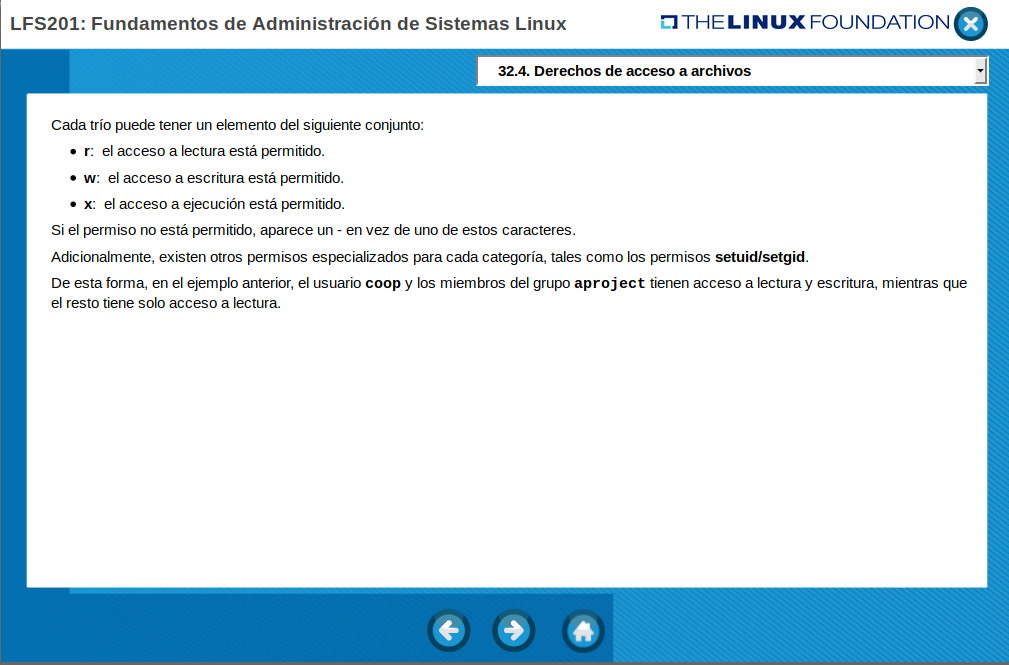 LFS201: Fundamentos de Administración de Sistemas Linux
THE LINUX FOUNDATION
32.4. Derechos de acceso a archivos
Cada trío puede tener un elemento del siguiente conjunto:
• r: el acceso a lectura está permitido.
• w: el acceso a escritura está permitido.
• x: el acceso a ejecución está permitido.
Si el permiso no está permitido, aparece un - en vez de uno de estos caracteres.
Adicionalmente, existen otros permisos especializados para cada categoría, tales como los permisos setuid/setgid.
De esta forma, en el ejemplo anterior, el usuario coop y los miembros del grupo aproject tienen acceso a lectura y escritura, mientras que
el resto tiene solo acceso a lectura.